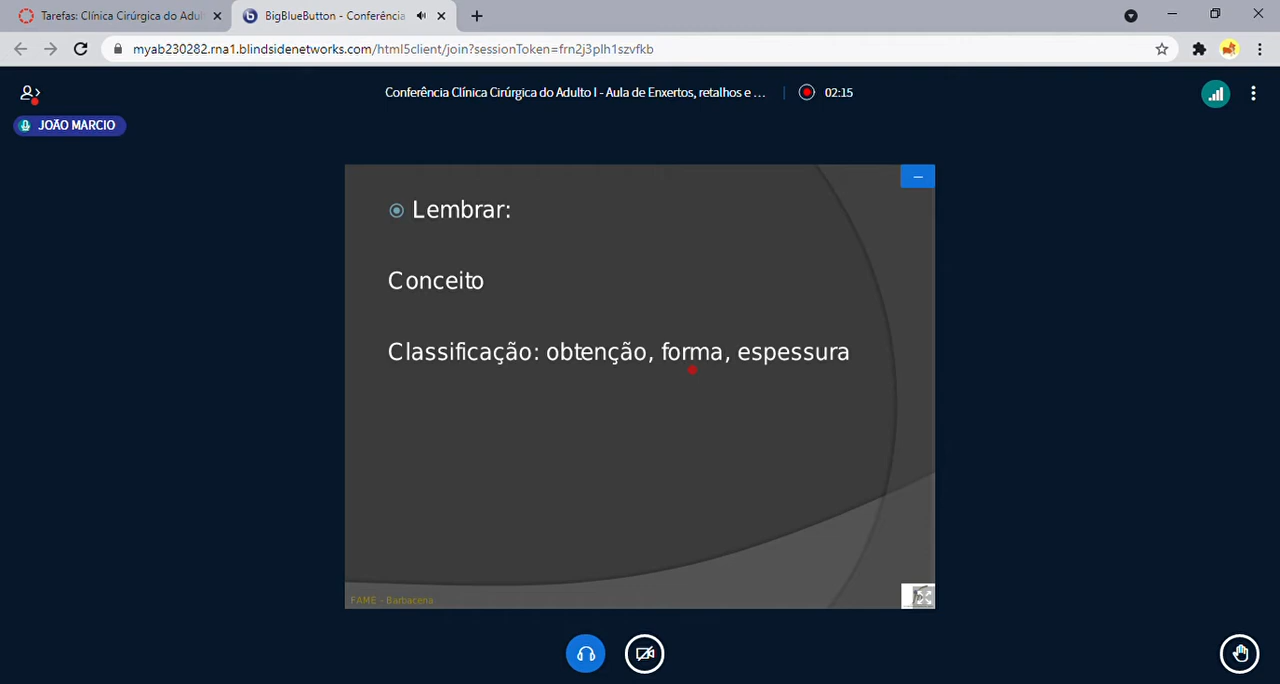 Tarefas: Clínica Cirúrgica do Adul
BigBlueButton - Conferência
myab230282.rna1.blindsidenetworks.com/html5client/join?sessionToken=frn2j3plh1szvfkb
Conferência Clínica Cirúrgica do Adulto I - Aula de Enxertos, retalhos e ...
02:15
JOÃO MARCIO
Lembrar:
Conceito
Classificação: obtenção, forma, espessura
FAME - Barbacena